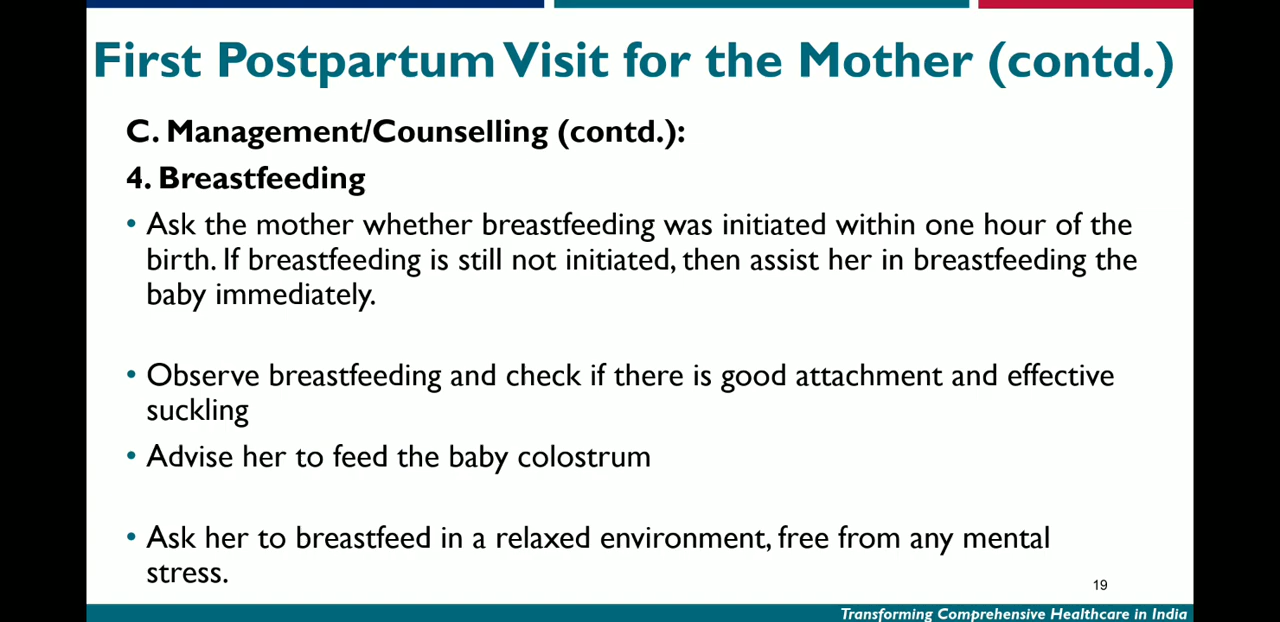 First Postpartum Visit for the Mother (contd.)
C. Management/Counselling (contd.):
4. Breastfeeding
• Ask the mother whether breastfeeding was initiated within one hour of the
birth. If breastfeeding is still not initiated, then assist her in breastfeeding the
baby immediately.
• Observe breastfeeding and check if there is good attachment and effective
suckling
• Advise her to feed the baby colostrum
• Ask her to breastfeed in a relaxed environment, free from any mental
stress.
19
Transforming Comprehensive Healthcare in India